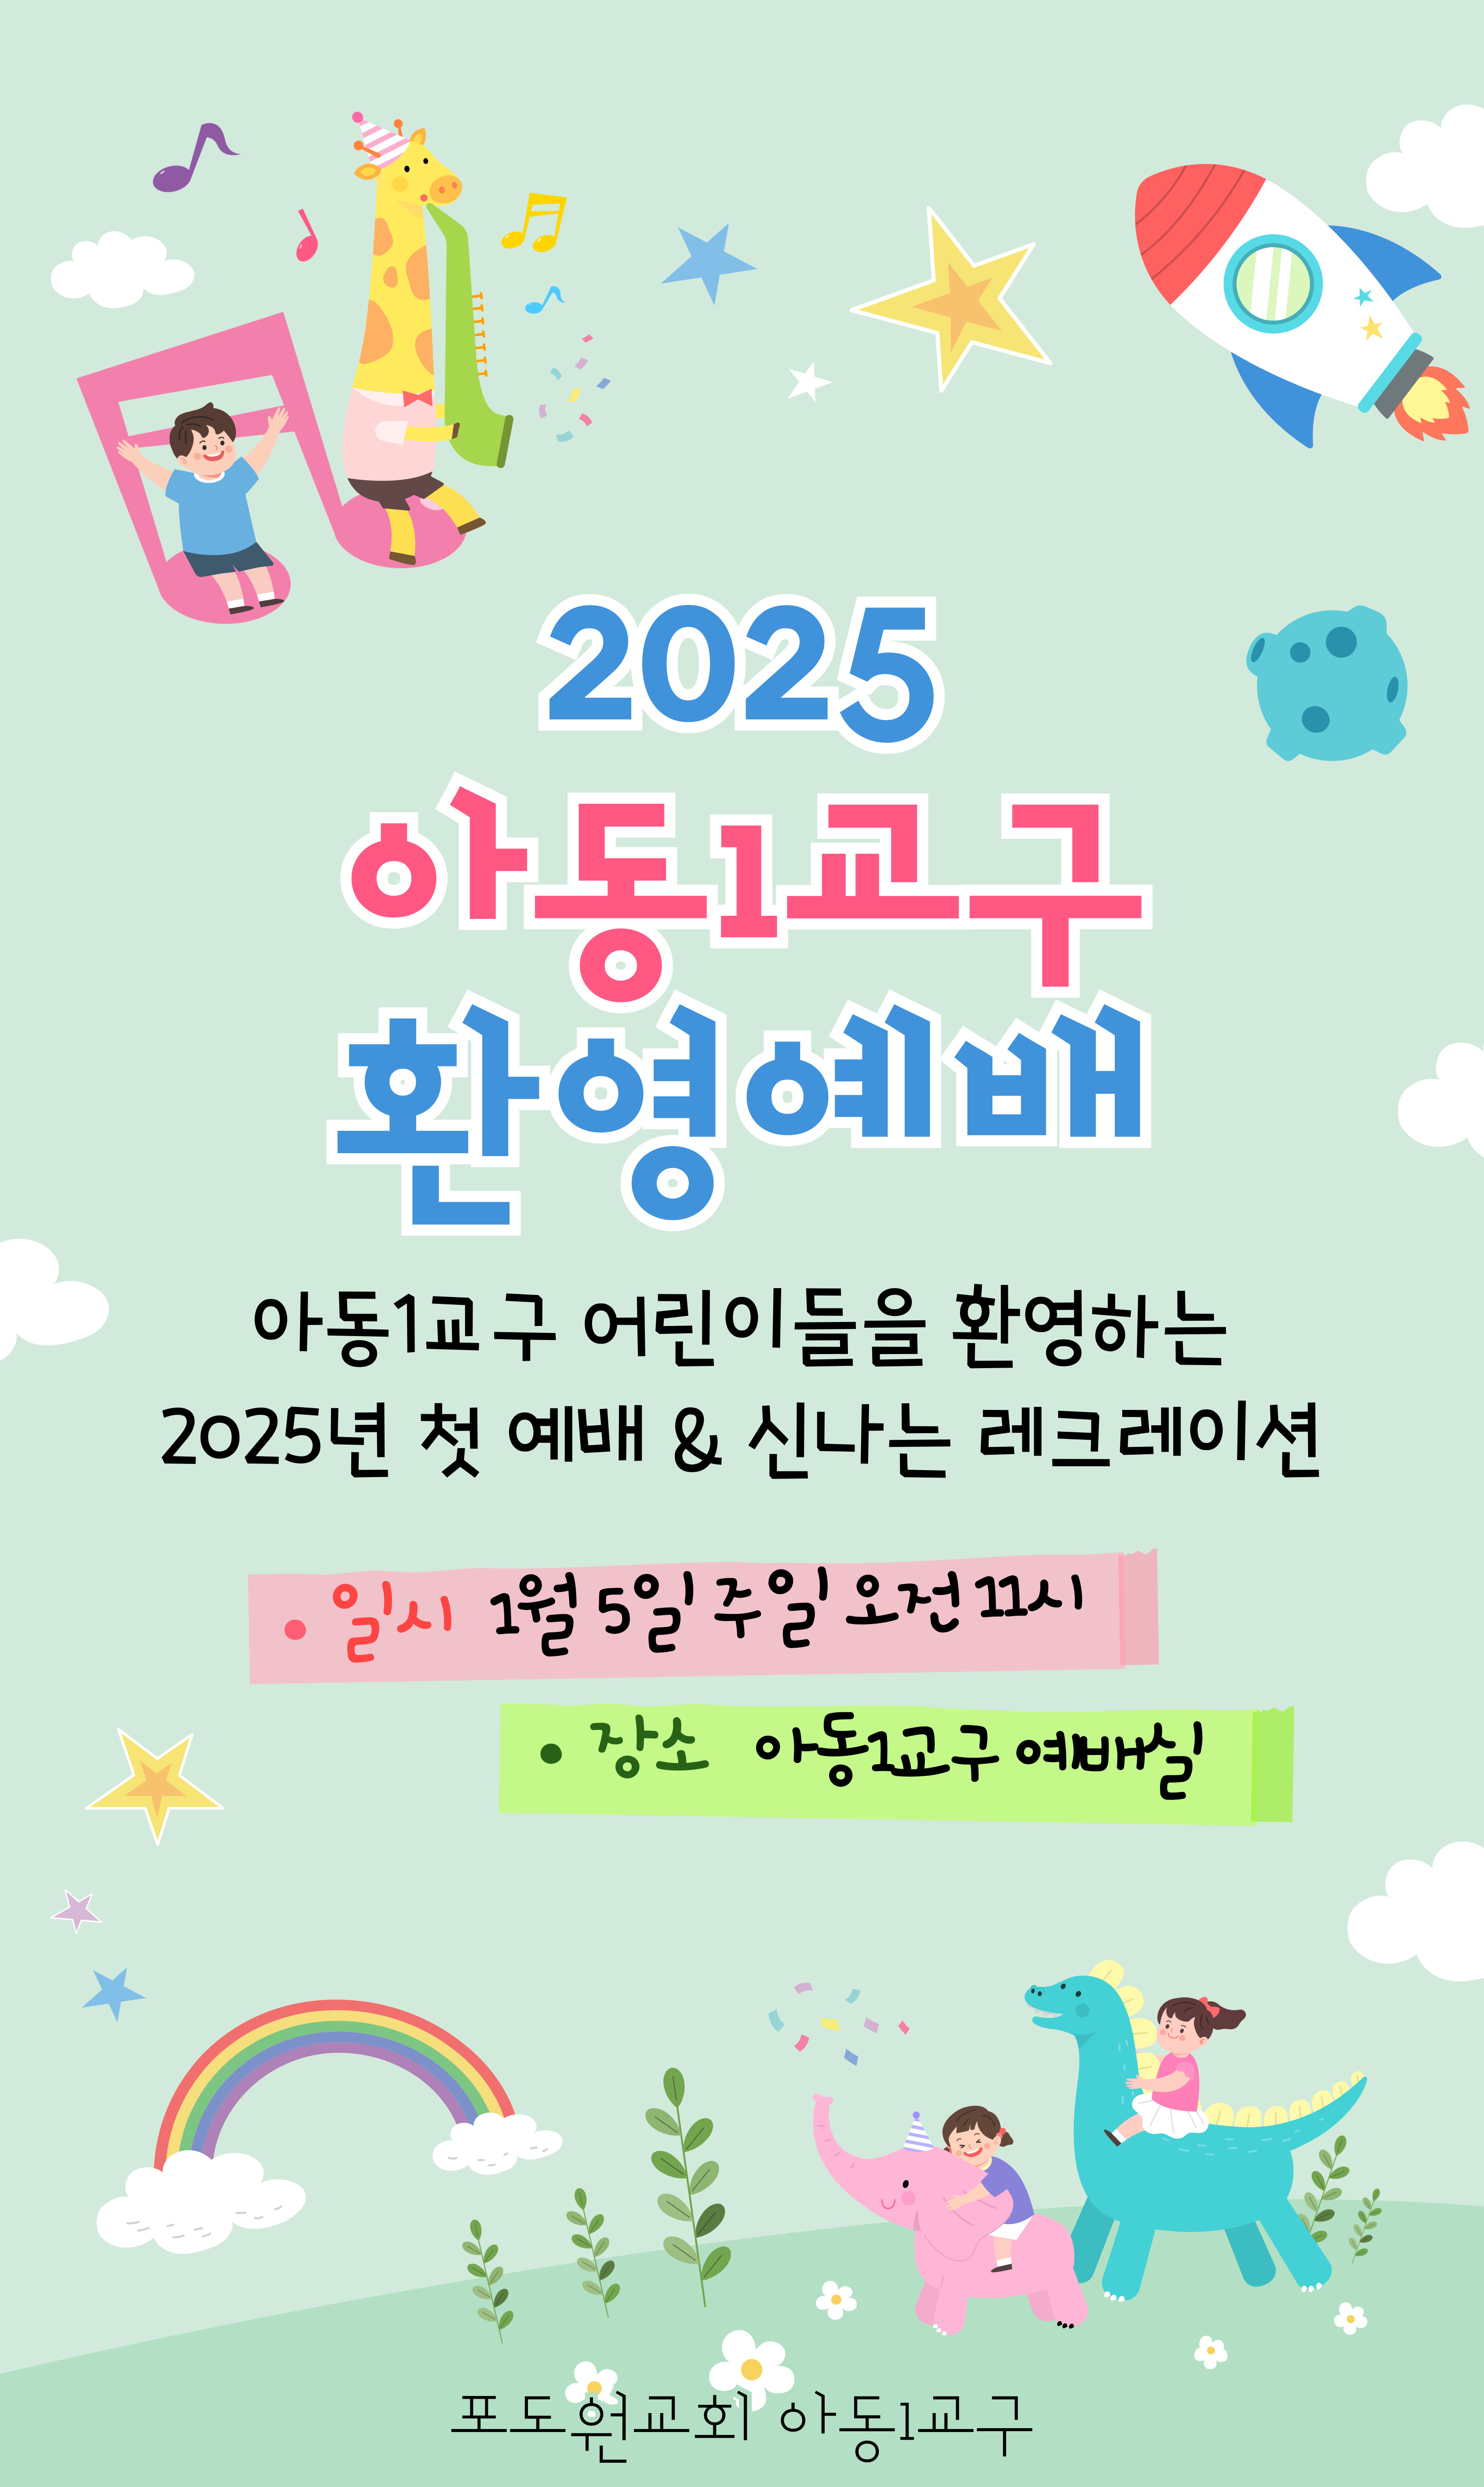 2025
아동1교구
환영예배
아동1교구 어린이들을 환영하는
2025년 첫 예배 & 신나는 레크레이션
• 일시 1월 5일 주일 오전 11시
• 장소 아동1교구 예배실
포도원교회 아동1교구